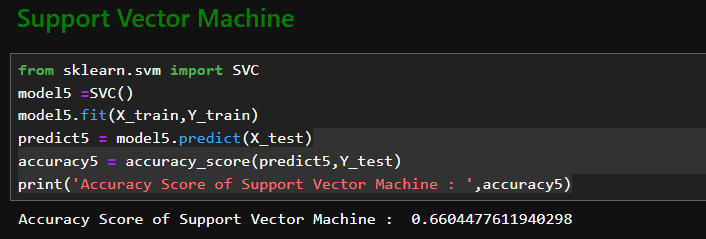 Support Vector Machine
from sklearn.svm import SVC
model5 =SVC()
model5.fit(X_train,Y_train)
predict5 = model5.predict(X_test)
accuracy5 = accuracy_score(predict5,Y_test)
print('Accuracy Score of Support Vector Machine : ',accuracy5)
Accuracy Score of Support Vector Machine :  0.6604477611940298